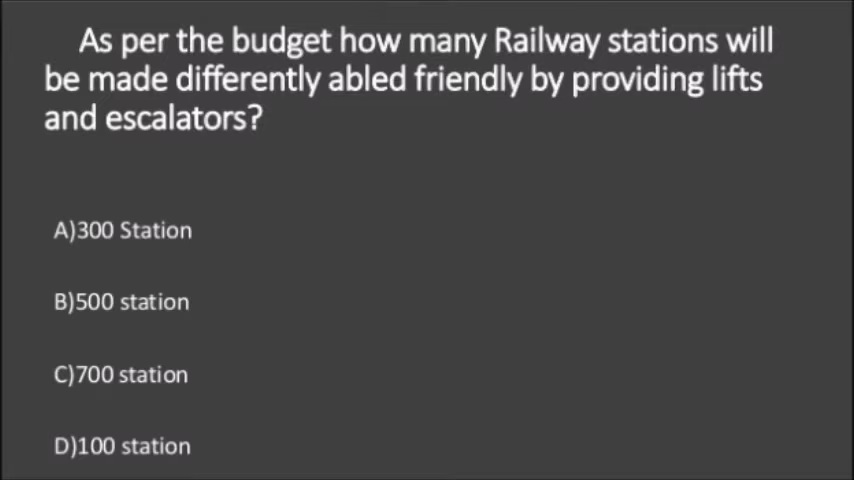 As per the budget how many Railway stations will
be made differently abled friendly by providing lifts
and escalators?
A)300 Station
B)500 station
C)700 station
D)100 station